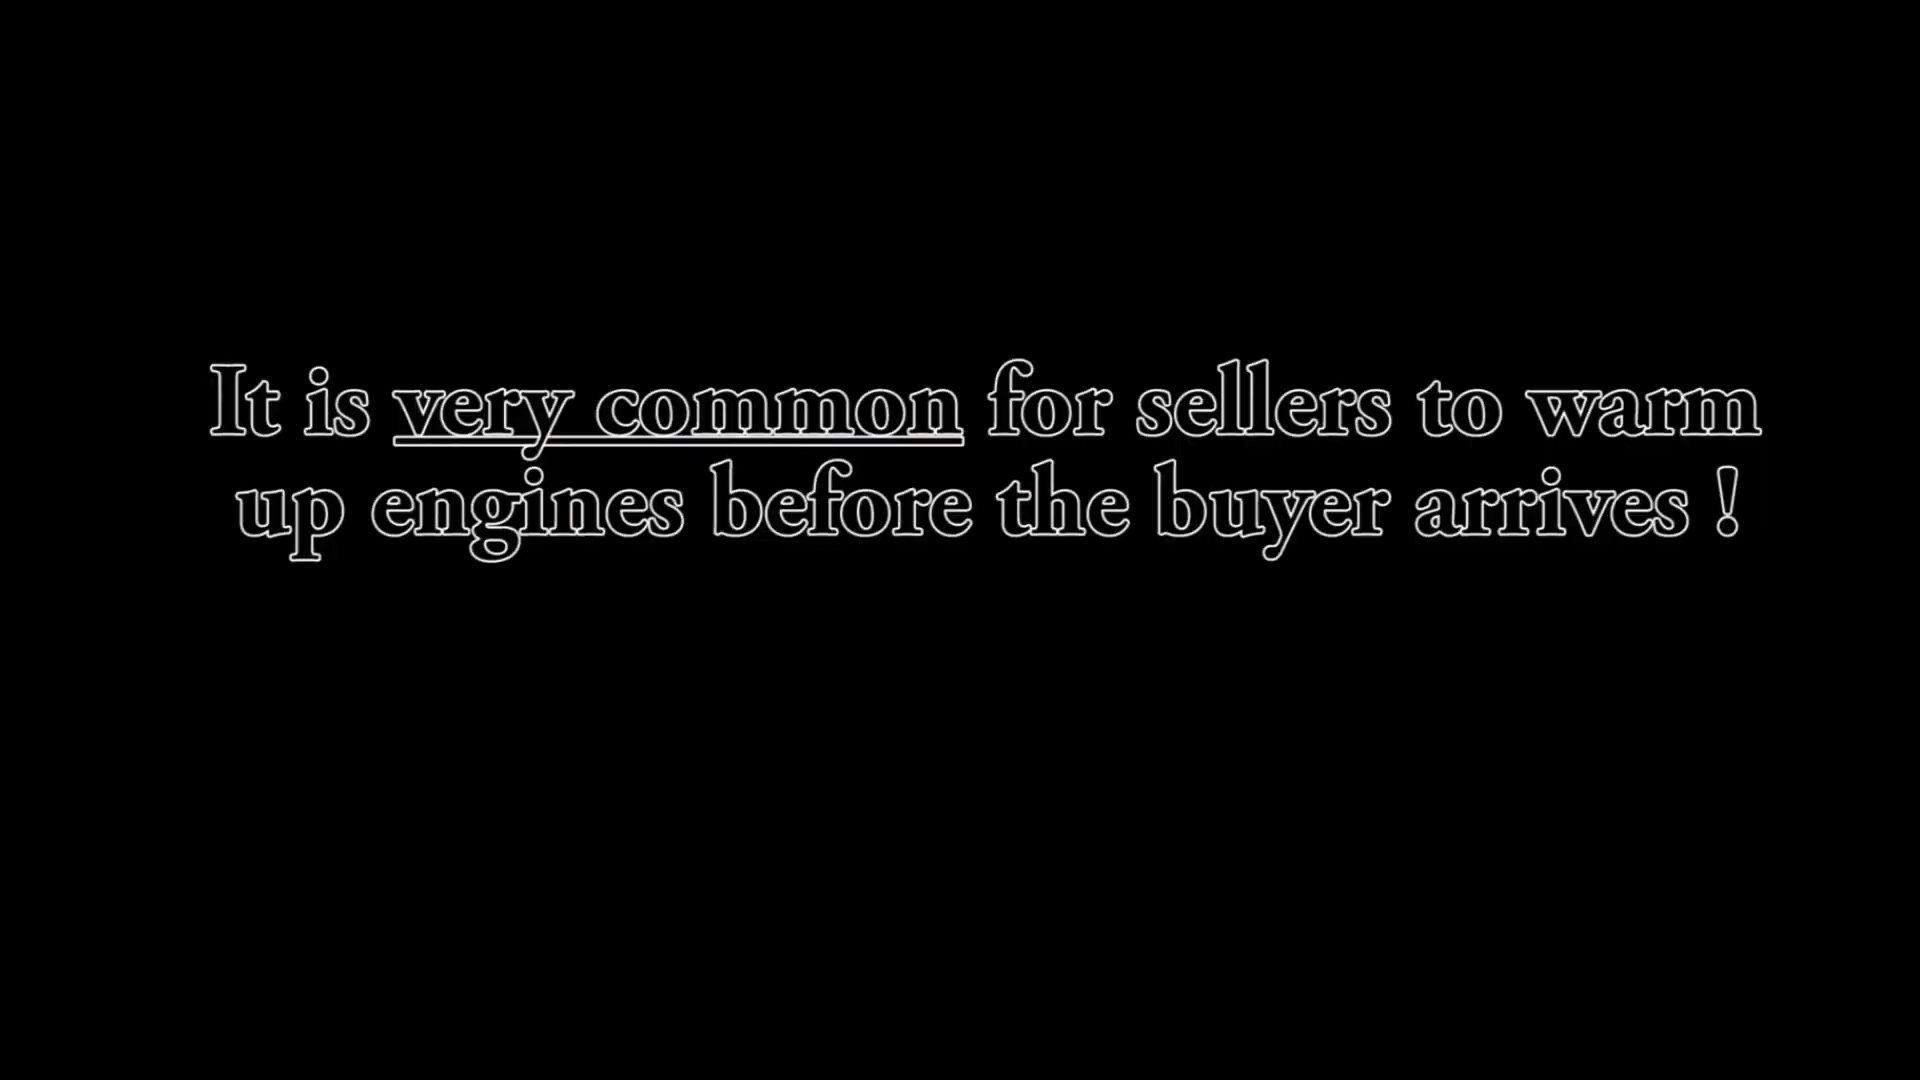 It is very common for sellers to warm
up engines before the buyer arrives !